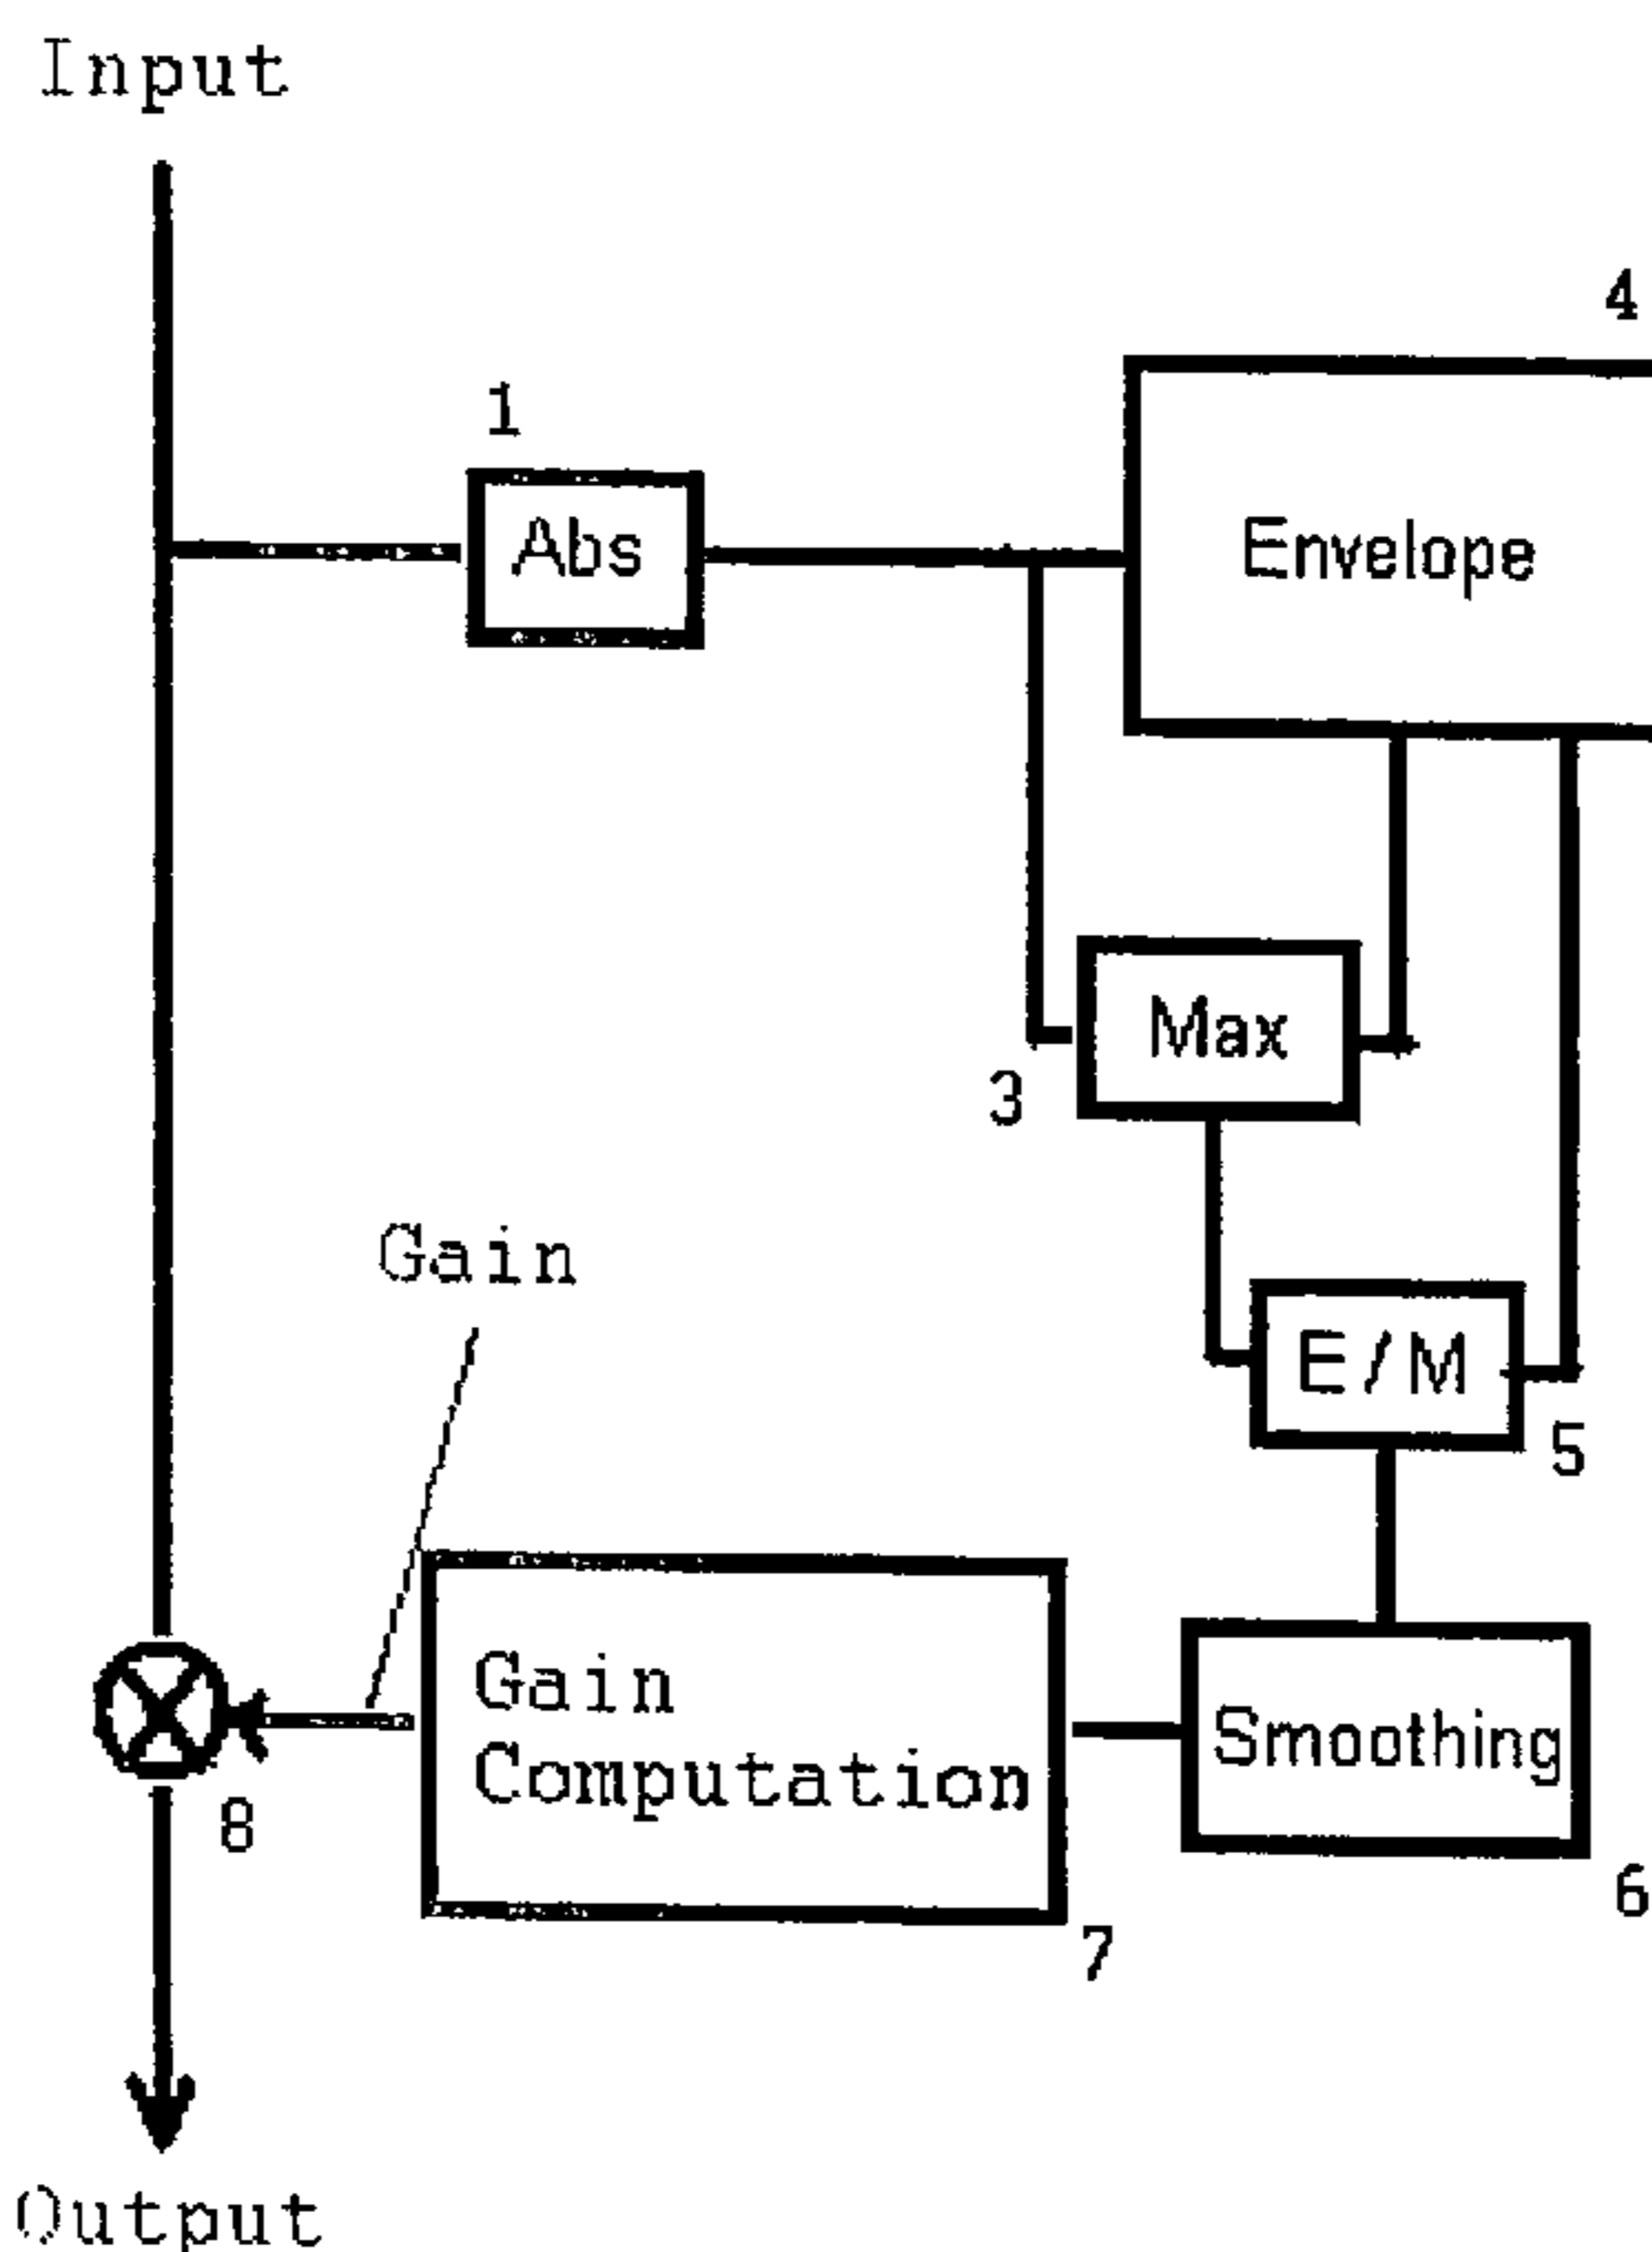 Input
4
1
Abs
Envelope
Max
3
Gain
E/M
5
Gain
Computation
Smoothing
8
6
7
Output